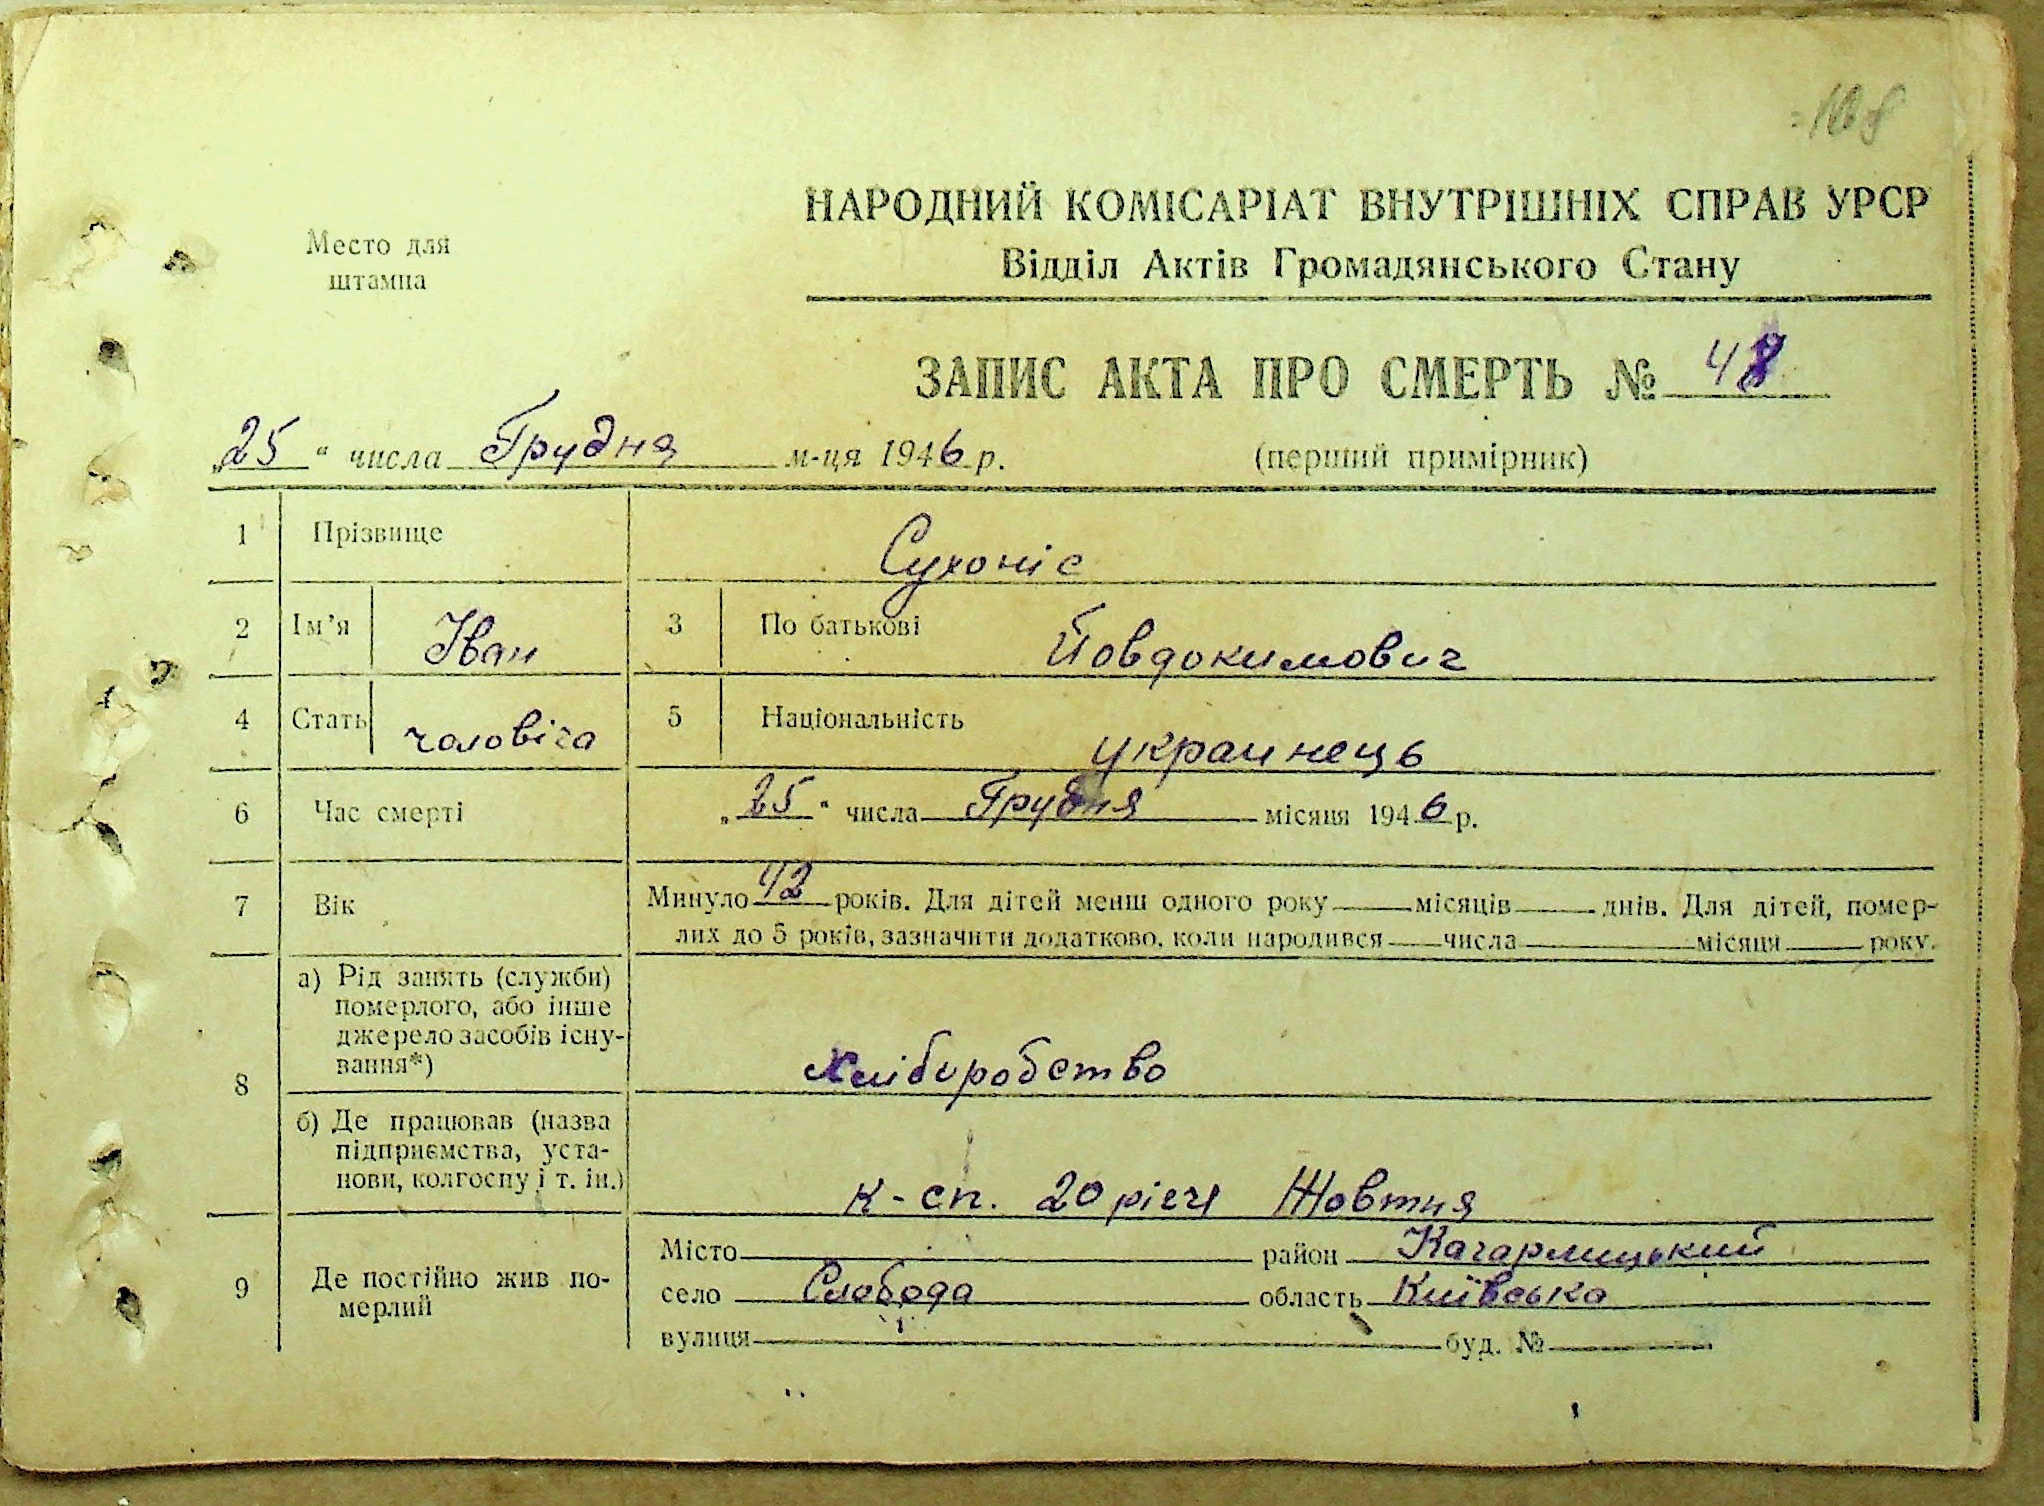 168
НАРОДНИЙ КОМІСАРІАТ ВНУТРІШНІХ СПРАВ УРСР
Відділ Актів Громадянського Стану
Место для
штампа
ЗАПИС АКТА ПРО СМЕРТЬ № 48
„25“ числа Грудня м-ця 1946 р. (перший примірник)
1 Прізвище Сухоніс
2 Ім’я Іван 3 По батькові Йовдокимович
4 Стать чоловіча 5 Національність украинець
6 Час смерті „25“ числа Грудня місяця 1946 р.
7 Вік Минуло 42 років. Для дітей менш одного року місяців днів. Для дітей, помер-
лих до 5 років, зазначити додатково, коли народився числа місяця року.
8 а) Рід занять (служби)
померлого, або інше
джерело засобів існу-
вання*) хліборобство
б) Де працював (назва
підприємства, уста-
нови, колгоспу і т. ін.) к-сп. 20 річчя Жовтня
9 Де постійно жив по-
мерлий
Місто район Кагарлицький
село Слобода область Київська
вулиця буд. №